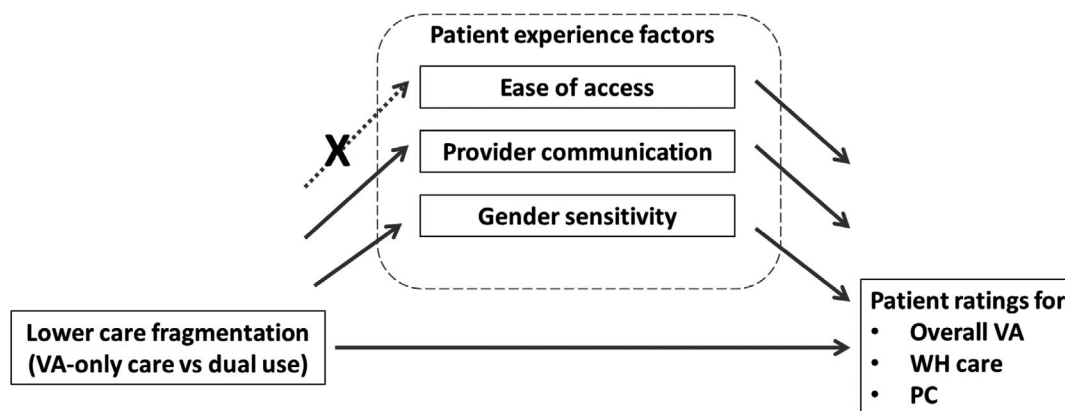 Patient experience factors
Ease of access
X
Provider communication
Gender sensitivity
Lower care fragmentation
(VA-only care vs dual use)
Patient ratings for
• Overall VA
• WH care
• PC